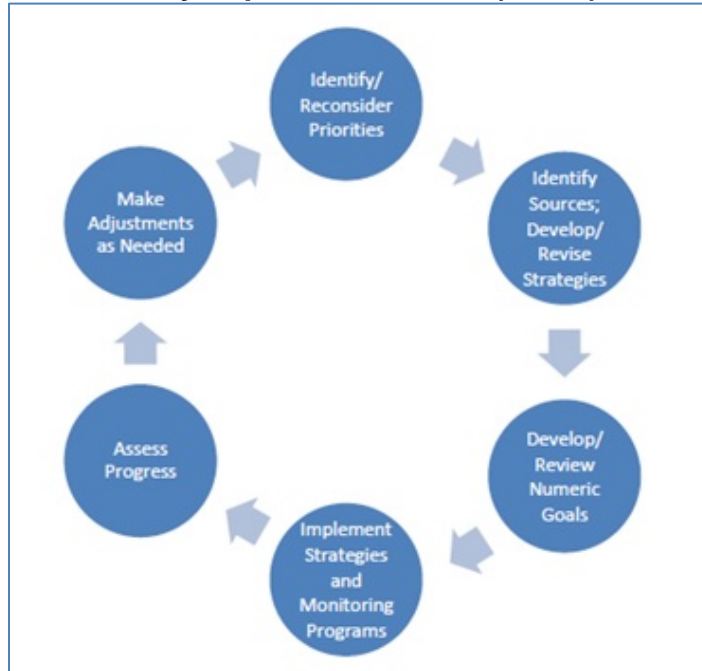 Identify/
Reconsider
Priorities
Identify
Sources;
Develop/
Revise
Strategies
Develop/
Review
Numeric
Goals
Implement
Strategies
and
Monitoring
Programs
Assess
Progress
Make
Adjustments
as Needed